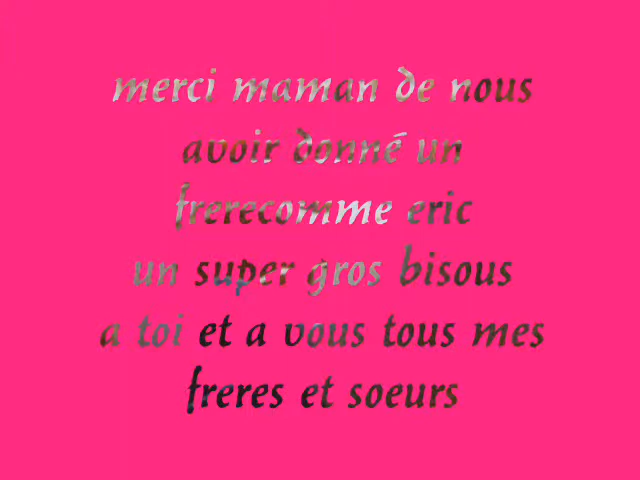 merci maman de nous
avoir donné un
frerecomme eric
un super gros bisous
a toi et a vous tous mes
freres et soeurs